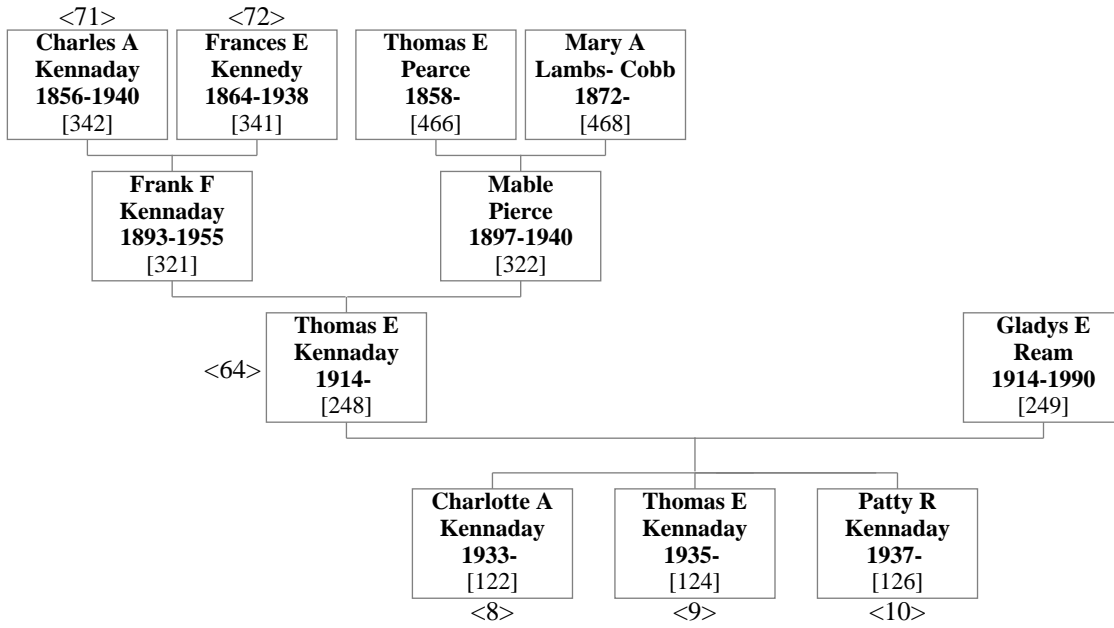 <71>
<72>
Charles A
Kennaday
1856-1940
[342]
Frances E
Kennedy
1864-1938
[341]
Thomas E
Pearce
1858-
[466]
Mary A
Lambs- Cobb
1872-
[468]
Frank F
Kennaday
1893-1955
[321]
Mable
Pierce
1897-1940
[322]
<64>
Thomas E
Kennaday
1914-
[248]
Gladys E
Ream
1914-1990
[249]
Charlotte A
Kennaday
1933-
[122]
<8>
Thomas E
Kennaday
1935-
[124]
<9>
Patty R
Kennaday
1937-
[126]
<10>